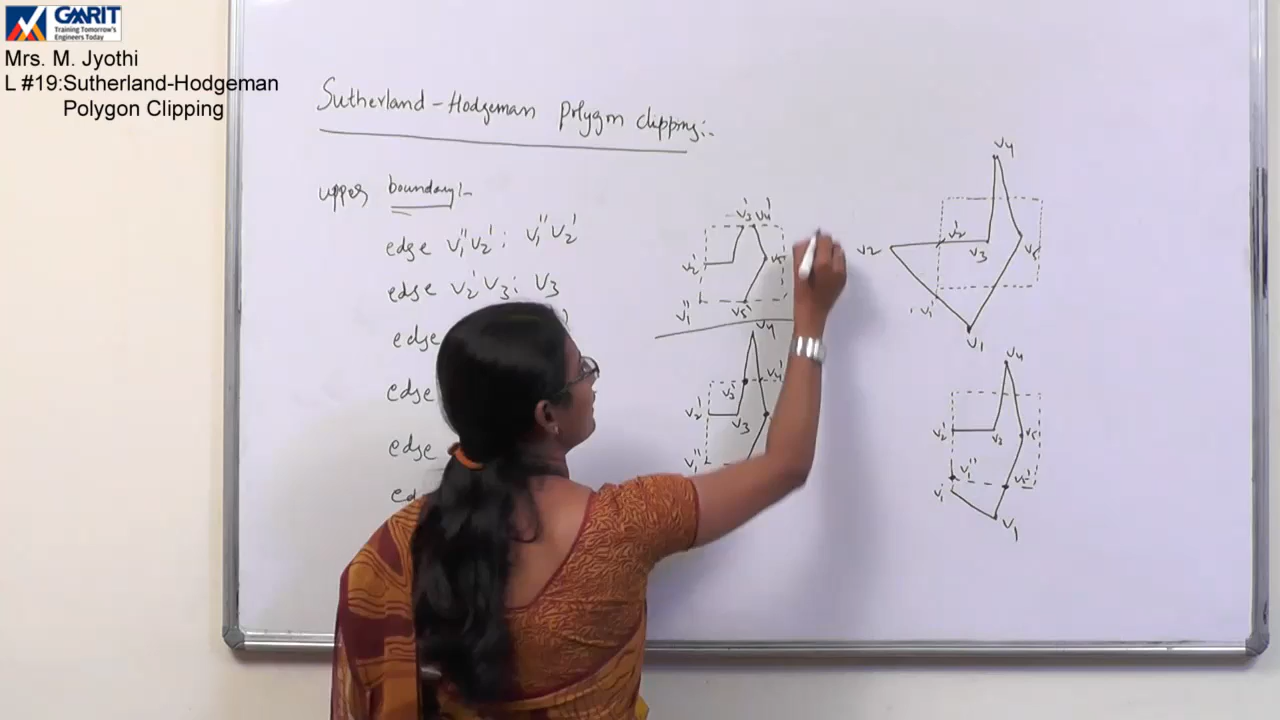 GMRIT
Training Tomorrow's
Engineers Today
Mrs. M. Jyothi
L #19:Sutherland-Hodgeman
Polygon Clipping
Sutherland-Hodgeman polygon clipping:-
upper boundary:-
edge V1''V2' ; V1''V2'
edge V2'V3 ; V3
edge
edge
edge
ed
V3' V4'
V2' V5
V1'' V5'
V4
V3' V4'
V2' V3
V1''
V4
V2 V2' V3 V5
V1'
V1
V4
V2' V3 V5
V1'' V5'
V1'
V1